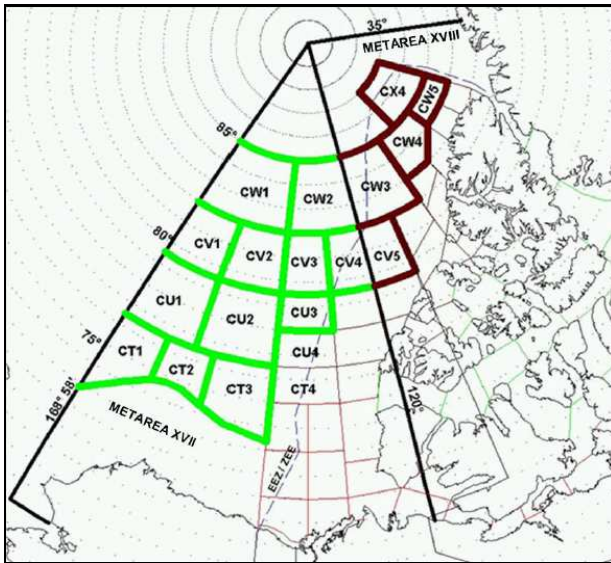 35°
METAREA XVIII
CX4
CW5
85°
CW4
CW1
CW2
CW3
80°
CV1
CV2
CV3
CV4
CV5
CU1
CU2
CU3
75°
CT1
CT2
CT3
CU4
CT4
168° 58'
METAREA XVII
120°
EEZ / ZEE